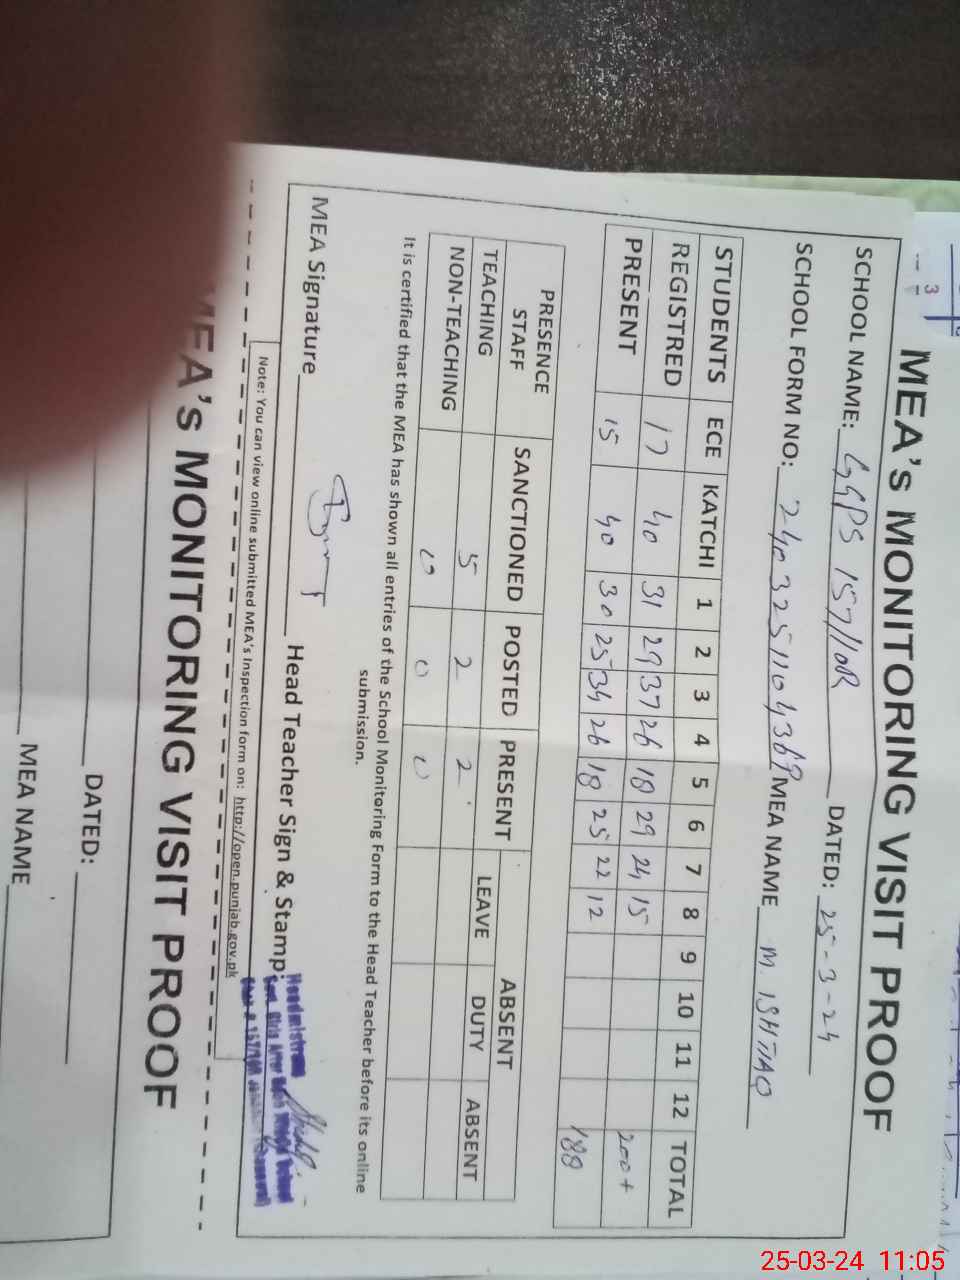 MEA's MONITORING VISIT PROOF
SCHOOL NAME: GGPS 157/10R DATED: 25-3-24
SCHOOL FORM NO: MEA NAME M. ISHTIAQ
STUDENTS ECE KATCHI 1 2 3 4 5 6 7 8 9 10 11 12 TOTAL
REGISTRED 17 40 31 29 37 26 18 29 24 15 200+
PRESENT 15 40 30 25 34 26 18 25 22 12 188
PRESENCE STAFF SANCTIONED POSTED PRESENT ABSENT
LEAVE DUTY ABSENT
TEACHING 5 2 2
NON-TEACHING 0 0 0
It is certified that the MEA has shown all entries of the School Monitoring Form to the Head Teacher before its online
submission.
MEA Signature Head Teacher Sign & Stamp:
Headmistress
Note: You can view online submitted MEA's Inspection form on: http://open.punjab.gov.pk
MEA's MONITORING VISIT PROOF
DATED:
MEA NAME
3
25-03-24 11:05